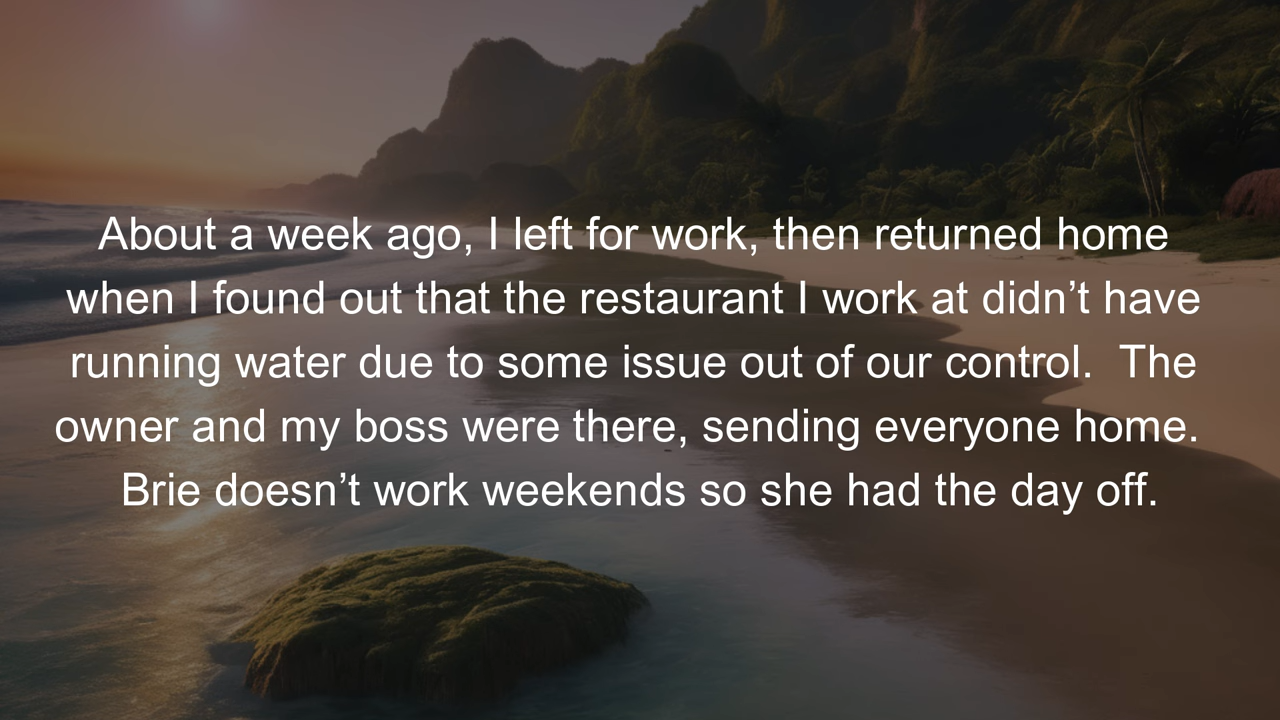 About a week ago, I left for work, then returned home
when I found out that the restaurant I work at didn’t have
running water due to some issue out of our control.  The
owner and my boss were there, sending everyone home.
Brie doesn’t work weekends so she had the day off.